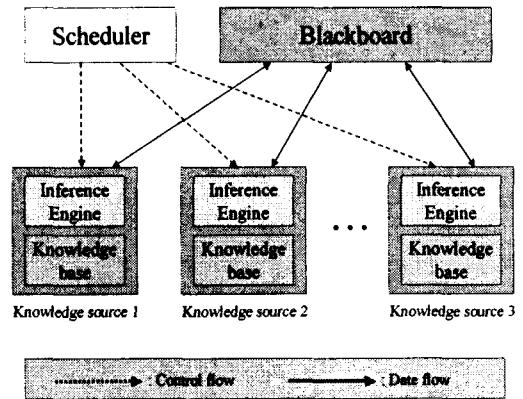 Scheduler
Blackboard
Inference
Engine
Knowledge
base
Knowledge source 1
Inference
Engine
Knowledge
base
Knowledge source 2
...
Inference
Engine
Knowledge
base
Knowledge source 3
: Control flow
: Date flow